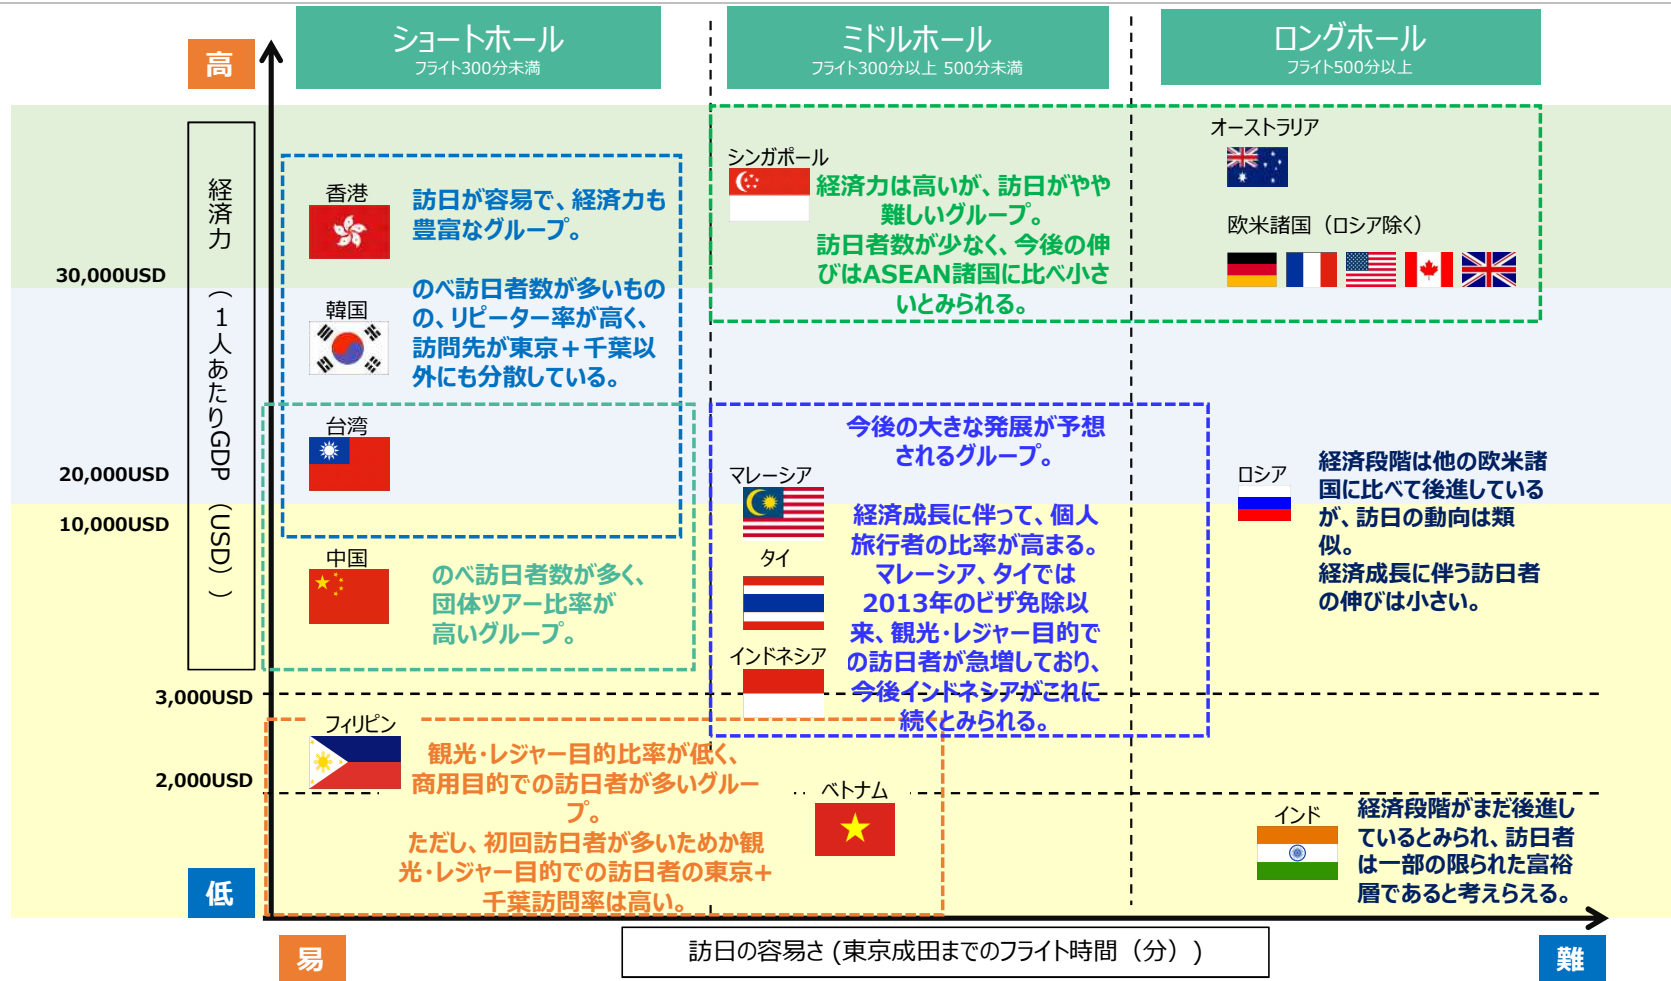 ショートホール
フライト300分未満
ミドルホール
フライト300分以上 500分未満
ロングホール
フライト500分以上
高
経済力（1人あたりGDP（USD））
30,000USD
20,000USD
10,000USD
3,000USD
2,000USD
低
香港
訪日が容易で、経済力も
豊富なグループ。
韓国
のべ訪日者数が多いもの
の、リピーター率が高く、
訪問先が東京＋千葉以
外にも分散している。
台湾
中国
のべ訪日者数が多く、
団体ツアー比率が
高いグループ。
シンガポール
経済力は高いが、訪日がやや
難しいグループ。
訪日者数が少なく、今後の伸
びはASEAN諸国に比べ小さ
いとみられる。
オーストラリア
欧米諸国（ロシア除く）
今後の大きな発展が予想
されるグループ。
マレーシア
経済成長に伴って、個人
旅行者の比率が高まる。
タイ
マレーシア、タイでは
2013年のビザ免除以
来、観光・レジャー目的で
の訪日者が急増しており、
インドネシア
今後インドネシアがこれに
続くとみられる。
ロシア
経済段階は他の欧米諸
国に比べて後進している
が、訪日の動向は類
似。
経済成長に伴う訪日者
の伸びは小さい。
フィリピン
観光・レジャー目的比率が低く、
商用目的での訪日者が多いグルー
プ。
ただし、初回訪日者が多いためか観
光・レジャー目的での訪日者の東京＋
千葉訪問率は高い。
ベトナム
インド
経済段階がまだ後進し
ているとみられ、訪日者
は一部の限られた富裕
層であると考えらえる。
易
訪日の容易さ (東京成田までのフライト時間（分）)
難